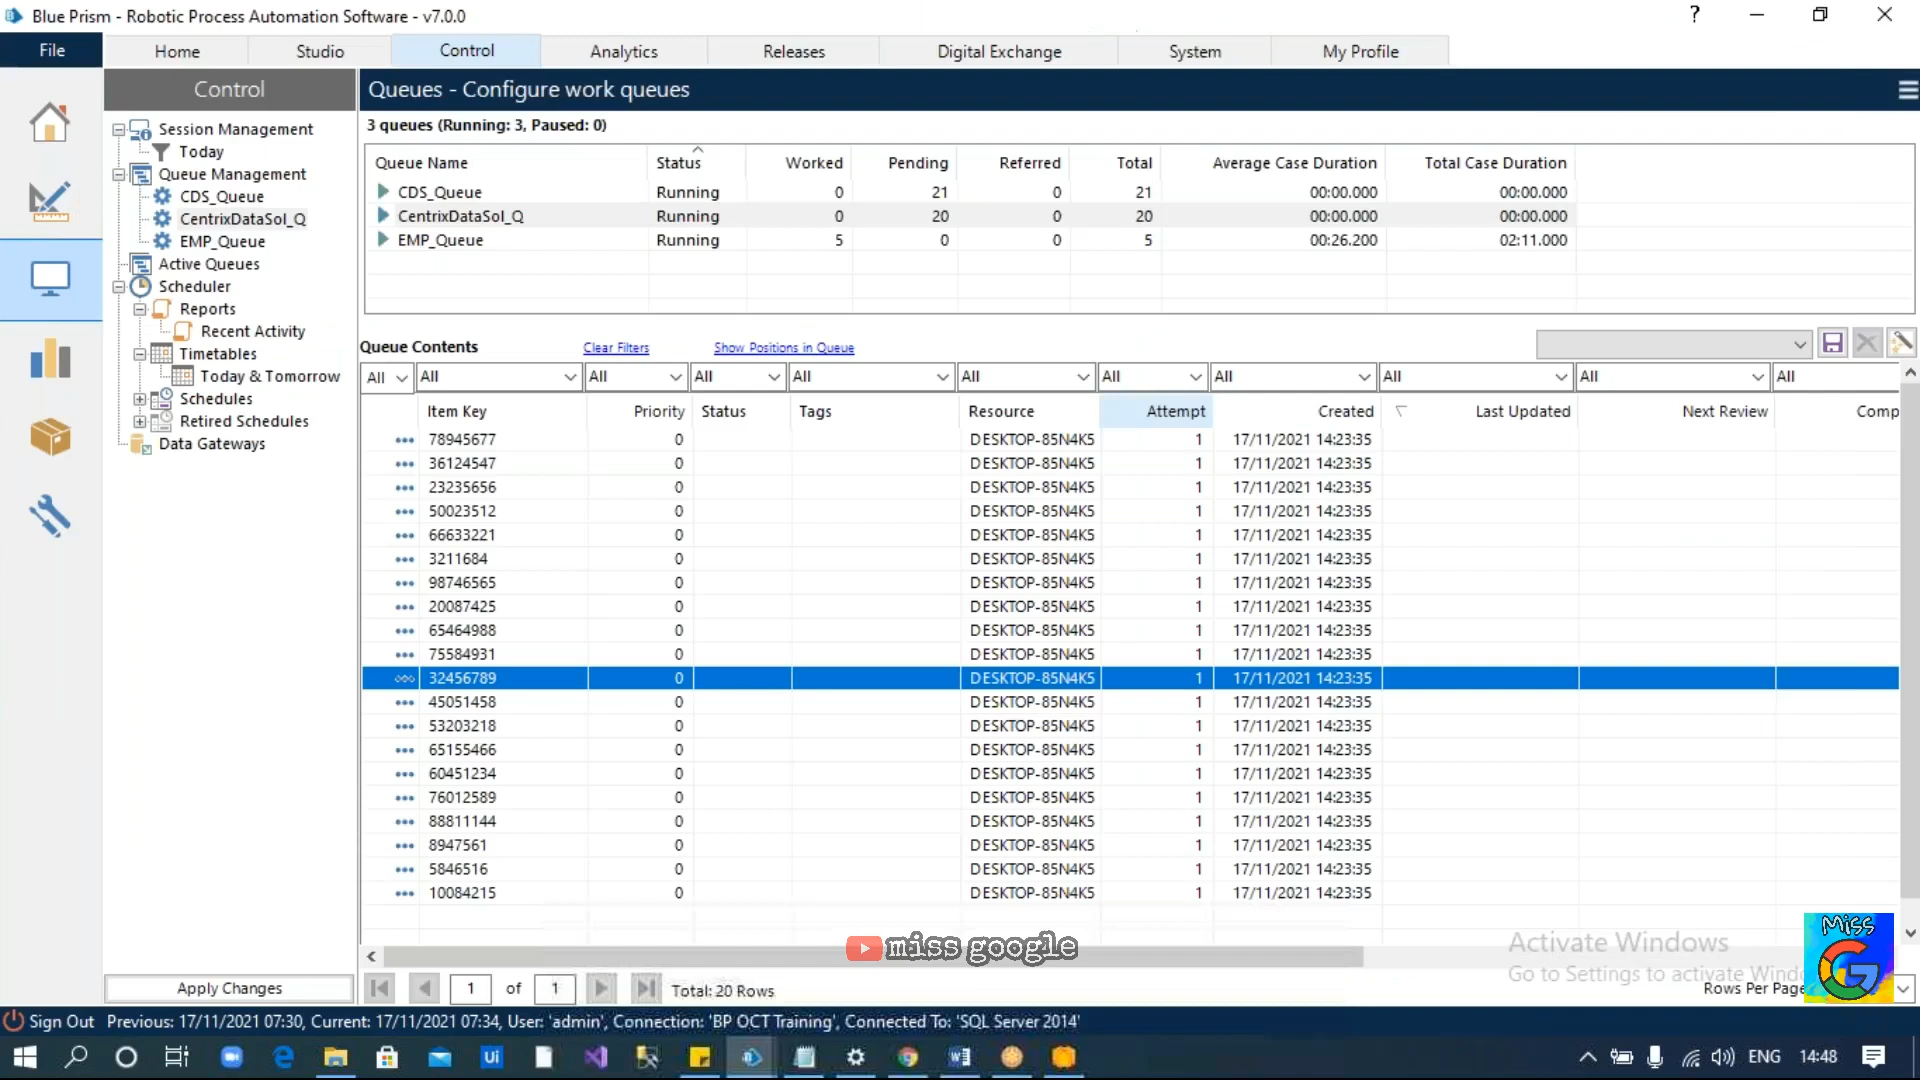 Blue Prism - Robotic Process Automation Software - v7.0.0
File Home Studio Control Analytics Releases Digital Exchange System My Profile
Control
Queues - Configure work queues
Session Management
Today
Queue Management
CDS_Queue
CentrixDataSol_Q
EMP_Queue
Active Queues
Scheduler
Reports
Recent Activity
Timetables
Today & Tomorrow
Schedules
Retired Schedules
Data Gateways
Apply Changes
3 queues (Running: 3, Paused: 0)
Queue Name Status Worked Pending Referred Total Average Case Duration Total Case Duration
CDS_Queue Running 0 21 0 21 00:00.000 00:00.000
CentrixDataSol_Q Running 0 20 0 20 00:00.000 00:00.000
EMP_Queue Running 5 0 0 5 00:26.200 02:11.000
Queue Contents Clear Filters Show Positions in Queue
All All All All All All All All All All All
Item Key Priority Status Tags Resource Attempt Created Last Updated Next Review Comp
78945677 0 DESKTOP-85N4K5 1 17/11/2021 14:23:35
36124547 0 DESKTOP-85N4K5 1 17/11/2021 14:23:35
23235656 0 DESKTOP-85N4K5 1 17/11/2021 14:23:35
50023512 0 DESKTOP-85N4K5 1 17/11/2021 14:23:35
66633221 0 DESKTOP-85N4K5 1 17/11/2021 14:23:35
3211684 0 DESKTOP-85N4K5 1 17/11/2021 14:23:35
98746565 0 DESKTOP-85N4K5 1 17/11/2021 14:23:35
20087425 0 DESKTOP-85N4K5 1 17/11/2021 14:23:35
65464988 0 DESKTOP-85N4K5 1 17/11/2021 14:23:35
75584931 0 DESKTOP-85N4K5 1 17/11/2021 14:23:35
32456789 0 DESKTOP-85N4K5 1 17/11/2021 14:23:35
45051458 0 DESKTOP-85N4K5 1 17/11/2021 14:23:35
53203218 0 DESKTOP-85N4K5 1 17/11/2021 14:23:35
65155466 0 DESKTOP-85N4K5 1 17/11/2021 14:23:35
60451234 0 DESKTOP-85N4K5 1 17/11/2021 14:23:35
76012589 0 DESKTOP-85N4K5 1 17/11/2021 14:23:35
88811144 0 DESKTOP-85N4K5 1 17/11/2021 14:23:35
8947561 0 DESKTOP-85N4K5 1 17/11/2021 14:23:35
5846516 0 DESKTOP-85N4K5 1 17/11/2021 14:23:35
10084215 0 DESKTOP-85N4K5 1 17/11/2021 14:23:35
miss google
Activate Windows
Go to Settings to activate Windo
Miss
G
1 of 1 Total: 20 Rows Rows Per Page
Sign Out Previous: 17/11/2021 07:30, Current: 17/11/2021 07:34, User: 'admin', Connection: 'BP OCT Training', Connected To: 'SQL Server 2014'
Ui ENG 14:48